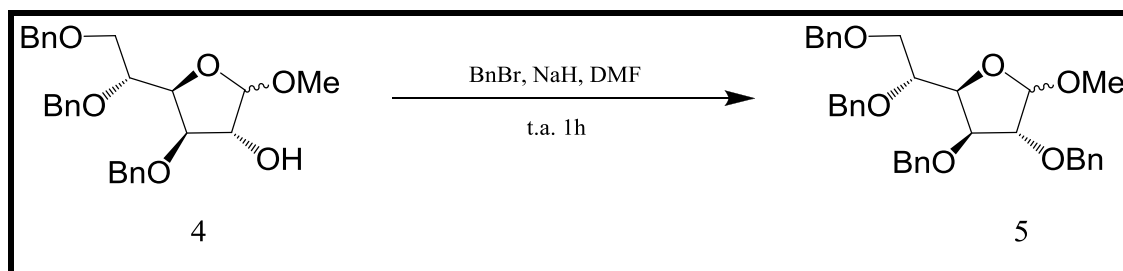 BnO
O
OMe
BnO
BnO
OH
4
BnBr, NaH, DMF
t.a. 1h
BnO
O
OMe
BnO
BnO
OBn
5